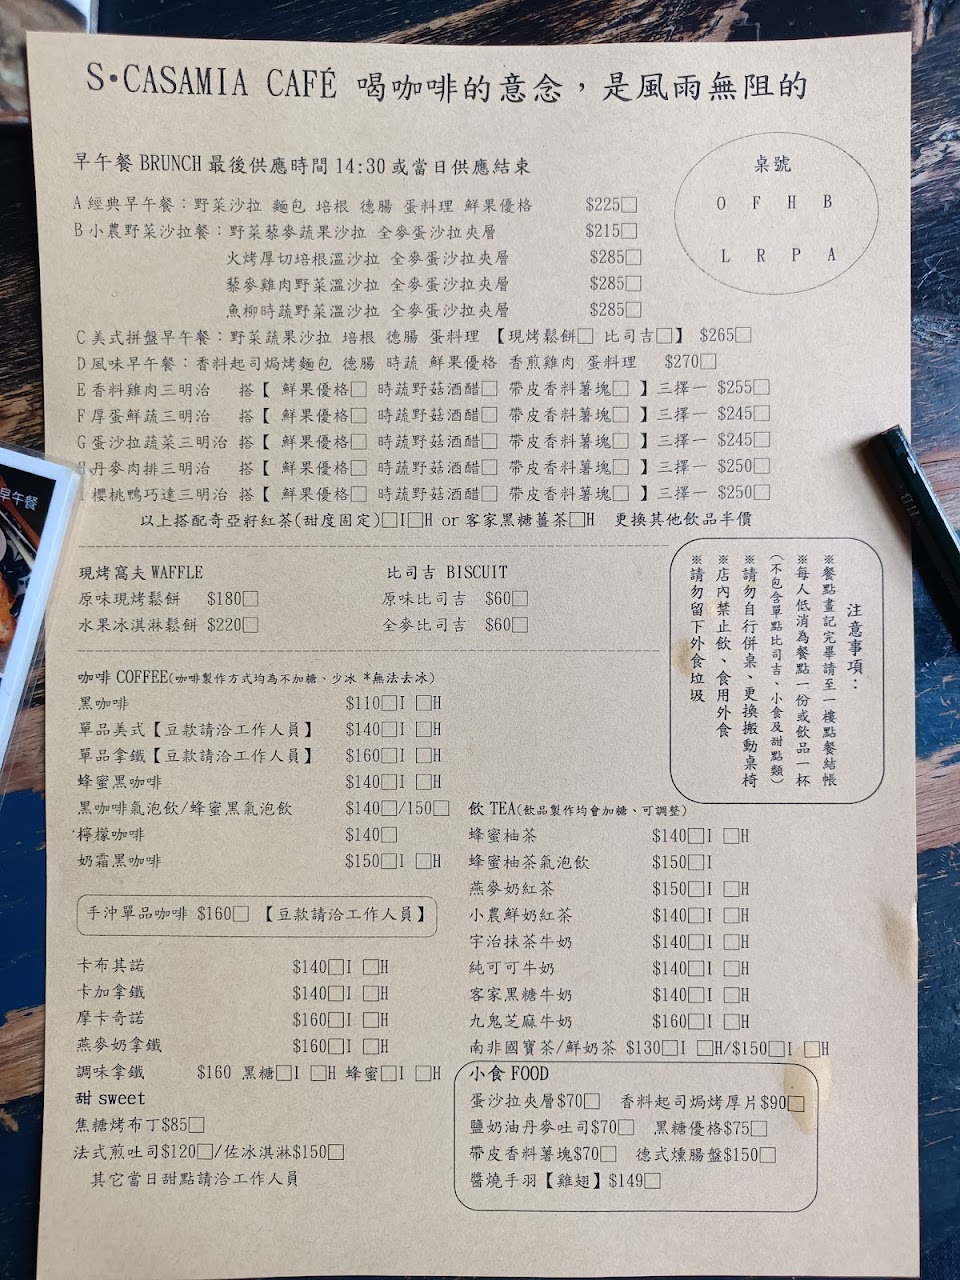 S•CASAMIA CAFÉ 喝咖啡的意念，是風雨無阻的
早午餐 BRUNCH 最後供應時間 14:30 或當日供應結束
桌號
O F H B
L R P A
A 經典早午餐：野菜沙拉 麵包 培根 德腸 蛋料理 鮮果優格 $225□
B 小農野菜沙拉餐：野菜藜麥蔬果沙拉 全麥蛋沙拉夾層 $215□
火烤厚切培根溫沙拉 全麥蛋沙拉夾層 $285□
藜麥雞肉野菜溫沙拉 全麥蛋沙拉夾層 $285□
魚柳時蔬野菜溫沙拉 全麥蛋沙拉夾層 $285□
C 美式拼盤早午餐：野菜蔬果沙拉 培根 德腸 蛋料理 【現烤鬆餅□ 比司吉□】 $265□
D 風味早午餐：香料起司焗烤麵包 德腸 時蔬 鮮果優格 香煎雞肉 蛋料理 $270□
E 香料雞肉三明治 搭【 鮮果優格□ 時蔬野菇酒醋□ 帶皮香料薯塊□ 】三擇一 $255□
F 厚蛋鮮蔬三明治 搭【 鮮果優格□ 時蔬野菇酒醋□ 帶皮香料薯塊□ 】三擇一 $245□
G 蛋沙拉蔬菜三明治 搭【 鮮果優格□ 時蔬野菇酒醋□ 帶皮香料薯塊□ 】三擇一 $245□
丹麥肉排三明治 搭【 鮮果優格□ 時蔬野菇酒醋□ 帶皮香料薯塊□ 】三擇一 $250□
櫻桃鴨巧達三明治 搭【 鮮果優格□ 時蔬野菇酒醋□ 帶皮香料薯塊□ 】三擇一 $250□
以上搭配奇亞籽紅茶(甜度固定)□I□H or 客家黑糖薑茶□H 更換其他飲品半價
早午餐
HB
現烤窩夫 WAFFLE
原味現烤鬆餅 $180□
水果冰淇淋鬆餅 $220□
比司吉 BISCUIT
原味比司吉 $60□
全麥比司吉 $60□
注意事項：
※餐點畫記完畢請至一樓點餐結帳
※每人低消為餐點一份或飲品一杯
（不包含單點比司吉、小食及甜點類）
※請勿自行併桌、更換搬動桌椅
※店內禁止飲、食用外食
※請勿留下外食垃圾
咖啡 COFFEE(咖啡製作方式均為不加糖、少冰 *無法去冰)
黑咖啡 $110□I □H
單品美式【豆款請洽工作人員】 $140□I □H
單品拿鐵【豆款請洽工作人員】 $160□I □H
蜂蜜黑咖啡 $140□I □H
黑咖啡氣泡飲/蜂蜜黑氣泡飲 $140□/150□
檸檬咖啡 $140□
奶霜黑咖啡 $150□I □H
手沖單品咖啡 $160□ 【豆款請洽工作人員】
卡布其諾 $140□I □H
卡加拿鐵 $140□I □H
摩卡奇諾 $160□I □H
燕麥奶拿鐵 $160□I □H
調味拿鐵 $160 黑糖□I □H 蜂蜜□I □H
甜 sweet
焦糖烤布丁$85□
法式煎吐司$120□/佐冰淇淋$150□
其它當日甜點請洽工作人員
飲 TEA(飲品製作均會加糖、可調整)
蜂蜜柚茶 $140□I □H
蜂蜜柚茶氣泡飲 $150□I
燕麥奶紅茶 $150□I □H
小農鮮奶紅茶 $140□I □H
宇治抹茶牛奶 $140□I □H
純可可牛奶 $140□I □H
客家黑糖牛奶 $140□I □H
九鬼芝麻牛奶 $160□I □H
南非國寶茶/鮮奶茶 $130□I □H/$150□I □H
小食 FOOD
蛋沙拉夾層$70□ 香料起司焗烤厚片$90□
鹽奶油丹麥吐司$70□ 黑糖優格$75□
帶皮香料薯塊$70□ 德式燻腸盤$150□
醬燒手羽【雞翅】$149□